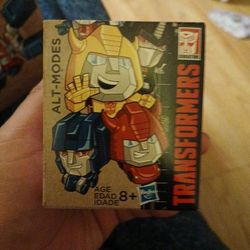 ALT-MODES
TRANSFORMERS
AGE
EDAD
IDADE
8+